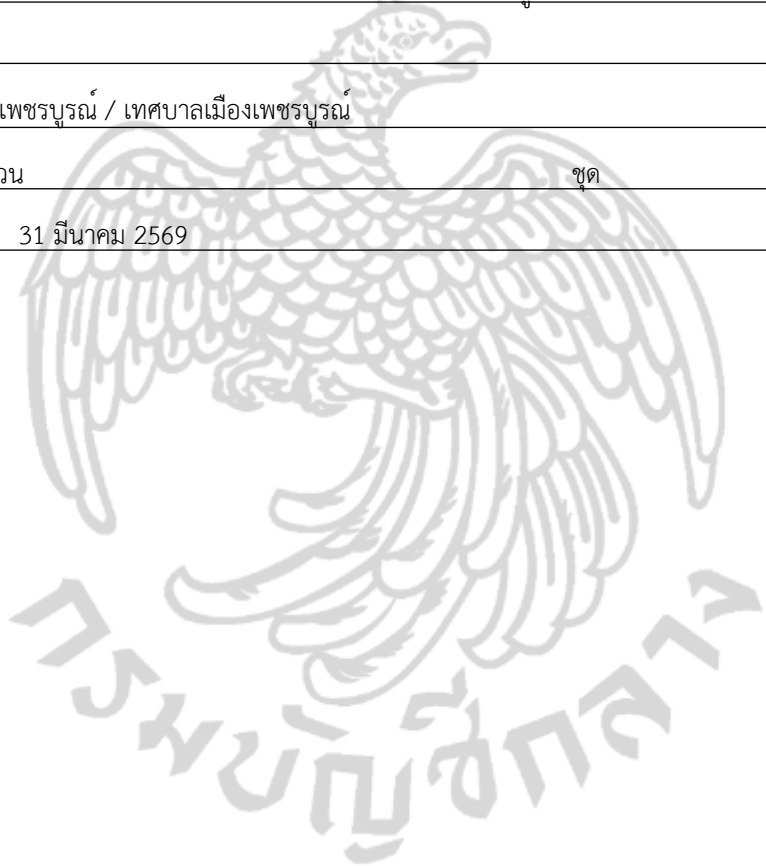 เพชรบูรณ์ / เทศบาลเมืองเพชรบูรณ์
วน ชุด
31 มีนาคม 2569
กรมบัญชีกลาง